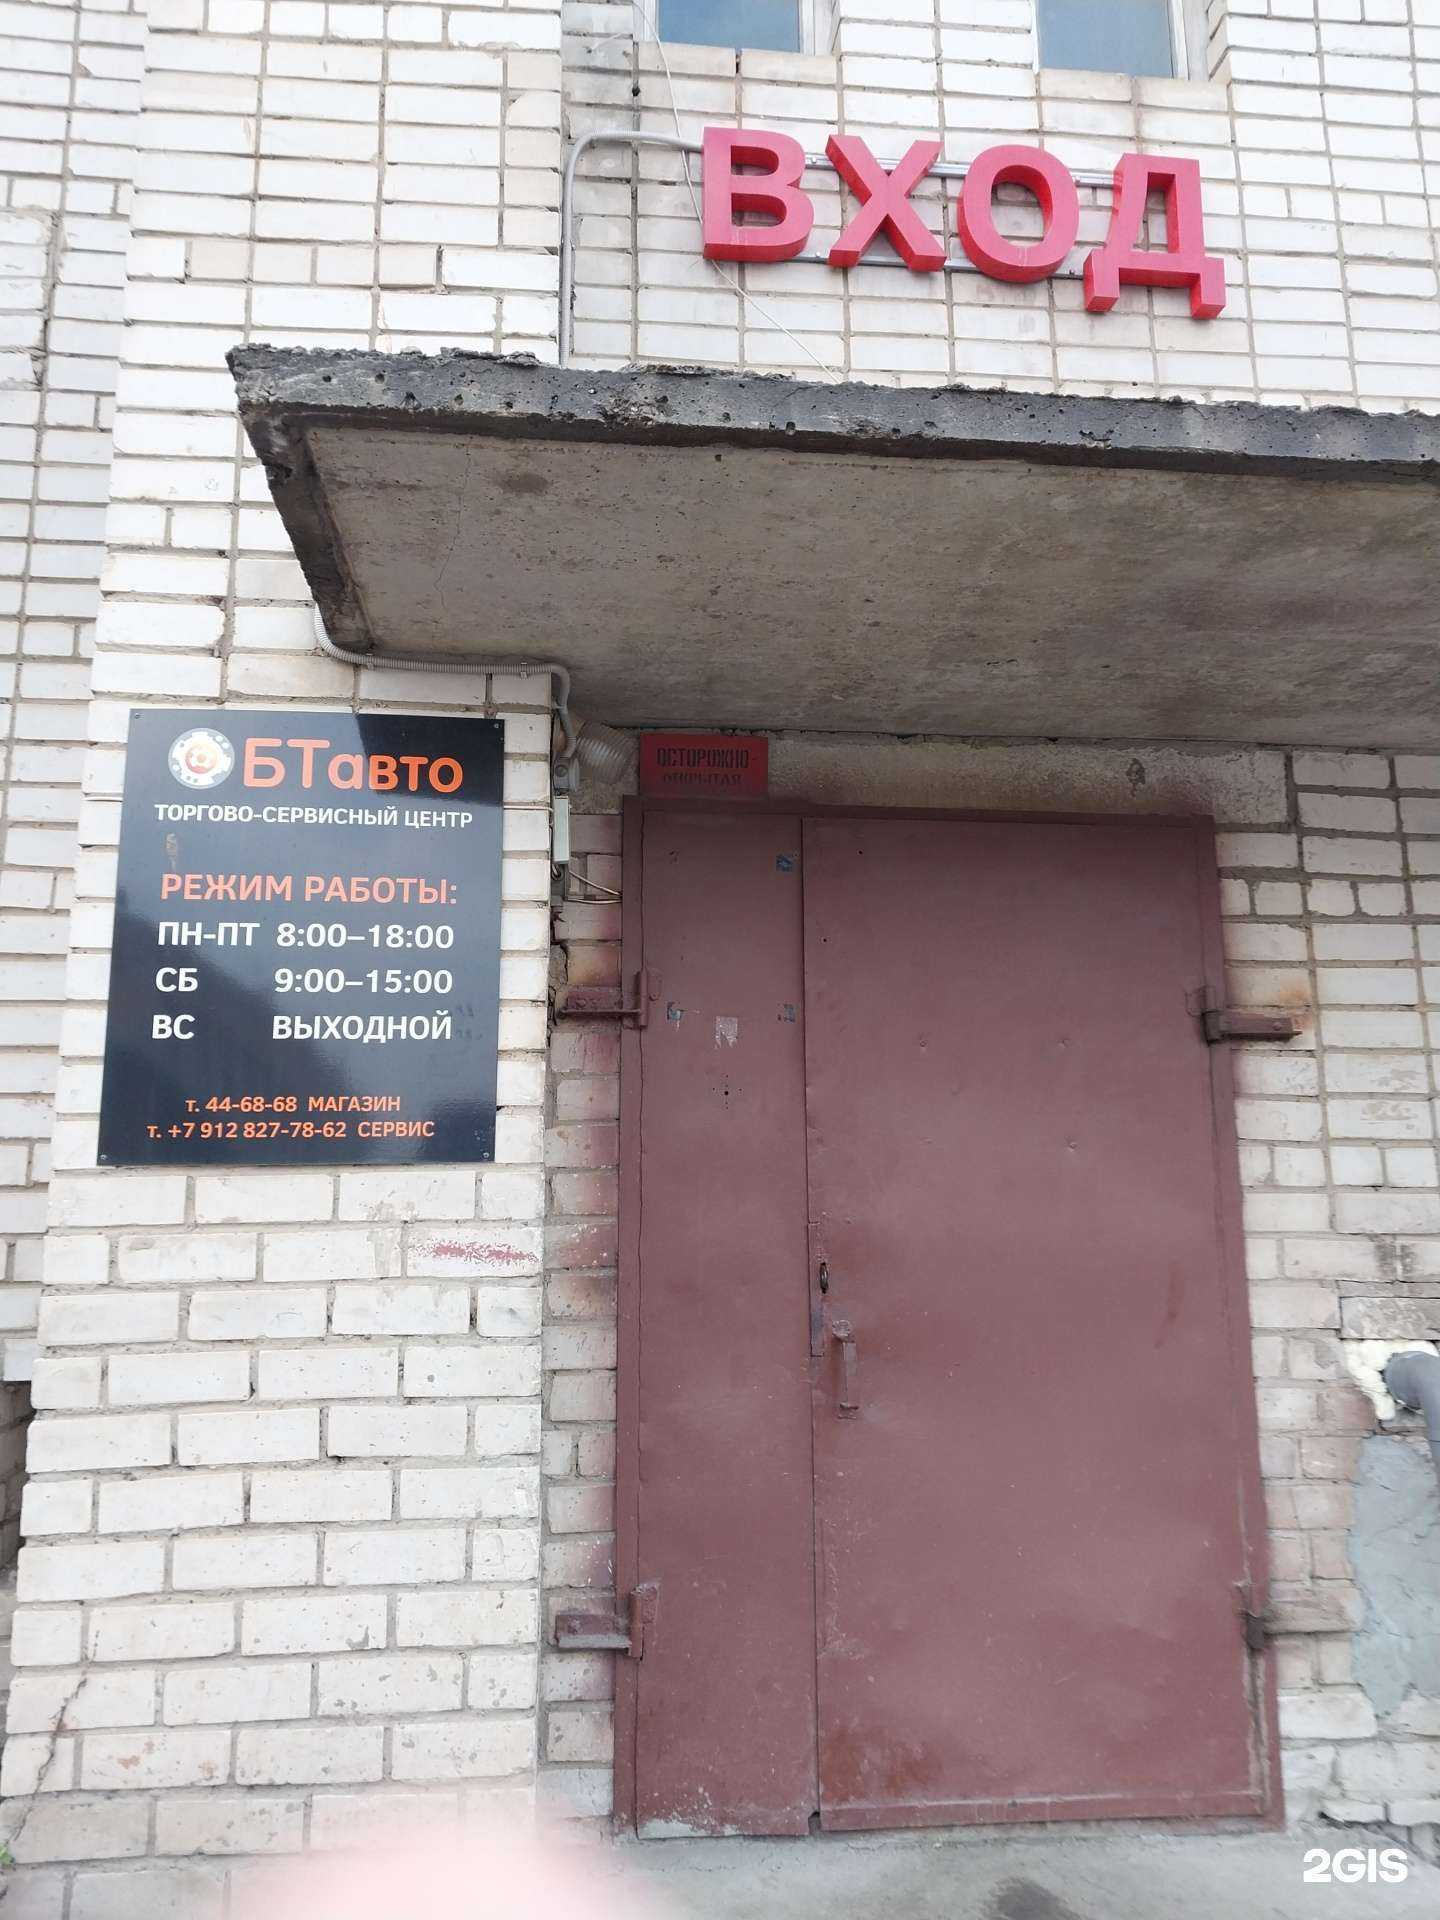 ВХОД
БТавто
ТОРГОВО-СЕРВИСНЫЙ ЦЕНТР
РЕЖИМ РАБОТЫ:
ПН-ПТ 8:00–18:00
СБ 9:00–15:00
ВС ВЫХОДНОЙ
т. 44-68-68 МАГАЗИН
т. +7 912 827-78-62 СЕРВИС
ОСТОРОЖНО-
ОТКРЫТАЯ
2GIS